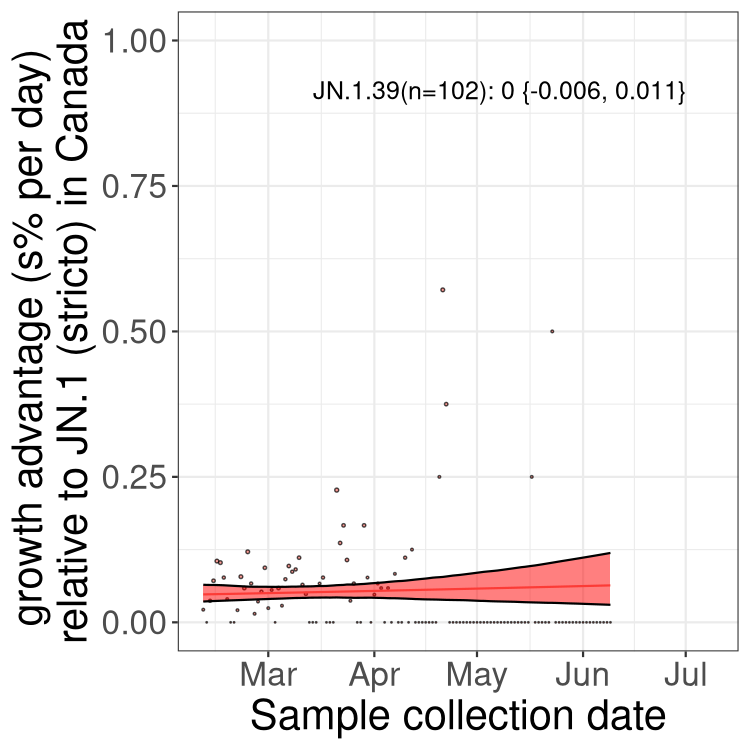 growth advantage (s% per day)
relative to JN.1 (stricto) in Canada
1.00
0.75
0.50
0.25
0.00
JN.1.39(n=102): 0 {-0.006, 0.011}
Mar Apr May Jun Jul
Sample collection date